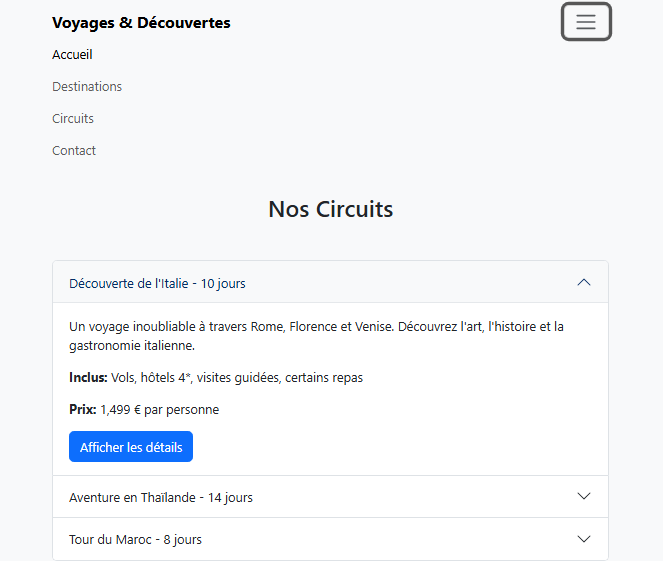 Voyages & Découvertes
Accueil
Destinations
Circuits
Contact
Nos Circuits
Découverte de l'Italie - 10 jours
Un voyage inoubliable à travers Rome, Florence et Venise. Découvrez l'art, l'histoire et la
gastronomie italienne.
Inclus: Vols, hôtels 4*, visites guidées, certains repas
Prix: 1,499 € par personne
Afficher les détails
Aventure en Thaïlande - 14 jours
Tour du Maroc - 8 jours